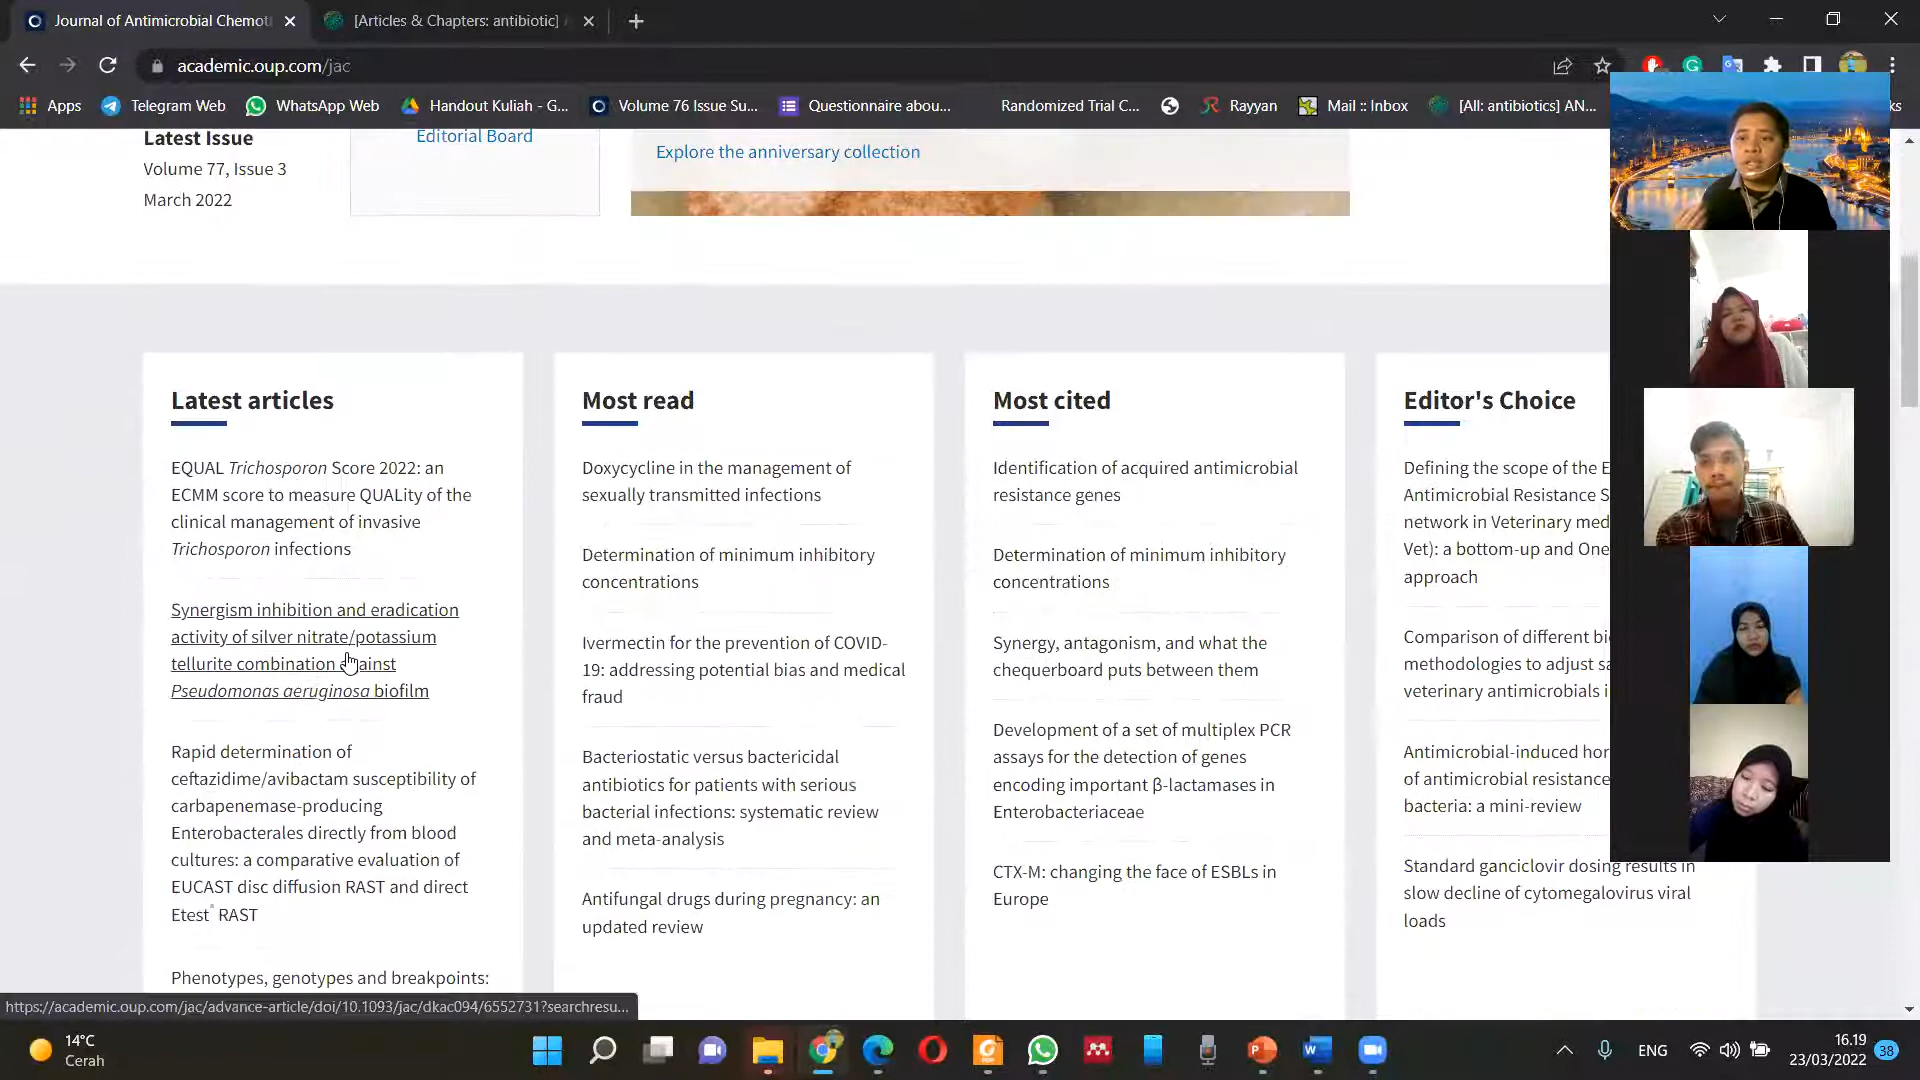 Journal of Antimicrobial Chemot
[Articles & Chapters: antibiotic]
academic.oup.com/jac
Apps
Telegram Web
WhatsApp Web
Handout Kuliah - G...
Volume 76 Issue Su...
Questionnaire abou...
Randomized Trial C...
Rayyan
Mail :: Inbox
[All: antibiotics] AN...
ks
Latest Issue
Volume 77, Issue 3
March 2022
Editorial Board
Explore the anniversary collection
Latest articles
EQUAL Trichosporon Score 2022: an
ECMM score to measure QUALity of the
clinical management of invasive
Trichosporon infections
Synergism inhibition and eradication
activity of silver nitrate/potassium
tellurite combination against
Pseudomonas aeruginosa biofilm
Rapid determination of
ceftazidime/avibactam susceptibility of
carbapenemase-producing
Enterobacterales directly from blood
cultures: a comparative evaluation of
EUCAST disc diffusion RAST and direct
Etest® RAST
Phenotypes, genotypes and breakpoints:
Most read
Doxycycline in the management of
sexually transmitted infections
Determination of minimum inhibitory
concentrations
Ivermectin for the prevention of COVID-
19: addressing potential bias and medical
fraud
Bacteriostatic versus bactericidal
antibiotics for patients with serious
bacterial infections: systematic review
and meta-analysis
Antifungal drugs during pregnancy: an
updated review
Most cited
Identification of acquired antimicrobial
resistance genes
Determination of minimum inhibitory
concentrations
Synergy, antagonism, and what the
chequerboard puts between them
Development of a set of multiplex PCR
assays for the detection of genes
encoding important β-lactamases in
Enterobacteriaceae
CTX-M: changing the face of ESBLs in
Europe
Editor's Choice
Defining the scope of the E
Antimicrobial Resistance S
network in Veterinary med
Vet): a bottom-up and One
approach
Comparison of different bi
methodologies to adjust sa
veterinary antimicrobials i
Antimicrobial-induced hor
of antimicrobial resistance
bacteria: a mini-review
Standard ganciclovir dosing results in
slow decline of cytomegalovirus viral
loads
https://academic.oup.com/jac/advance-article/doi/10.1093/jac/dkac094/6552731?searchresu...
14°C
Cerah
ENG
16.19
23/03/2022
38